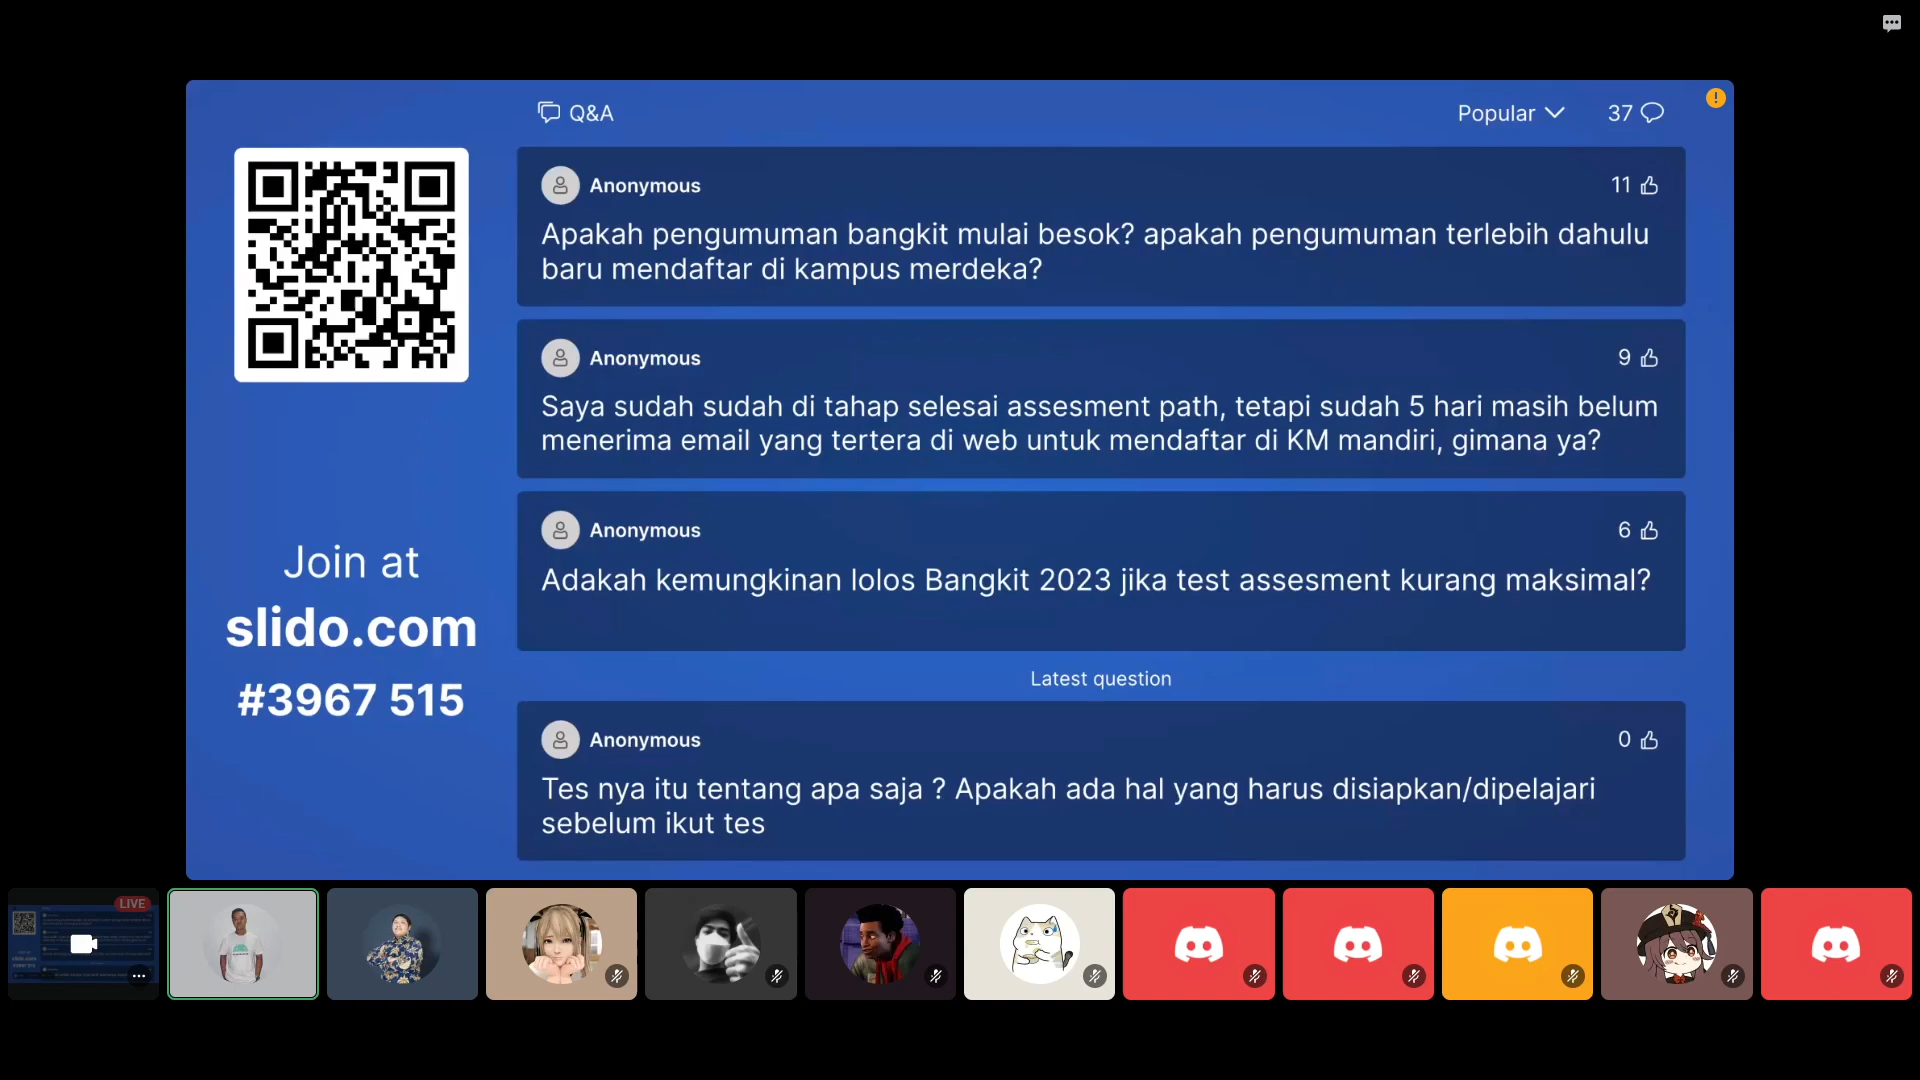 Q&A
Popular
37
Anonymous
11
Apakah pengumuman bangkit mulai besok? apakah pengumuman terlebih dahulu
baru mendaftar di kampus merdeka?
Anonymous
9
Saya sudah sudah di tahap selesai assesment path, tetapi sudah 5 hari masih belum
menerima email yang tertera di web untuk mendaftar di KM mandiri, gimana ya?
Anonymous
6
Adakah kemungkinan lolos Bangkit 2023 jika test assesment kurang maksimal?
Join at
slido.com
#3967 515
Latest question
Anonymous
0
Tes nya itu tentang apa saja ? Apakah ada hal yang harus disiapkan/dipelajari
sebelum ikut tes
LIVE